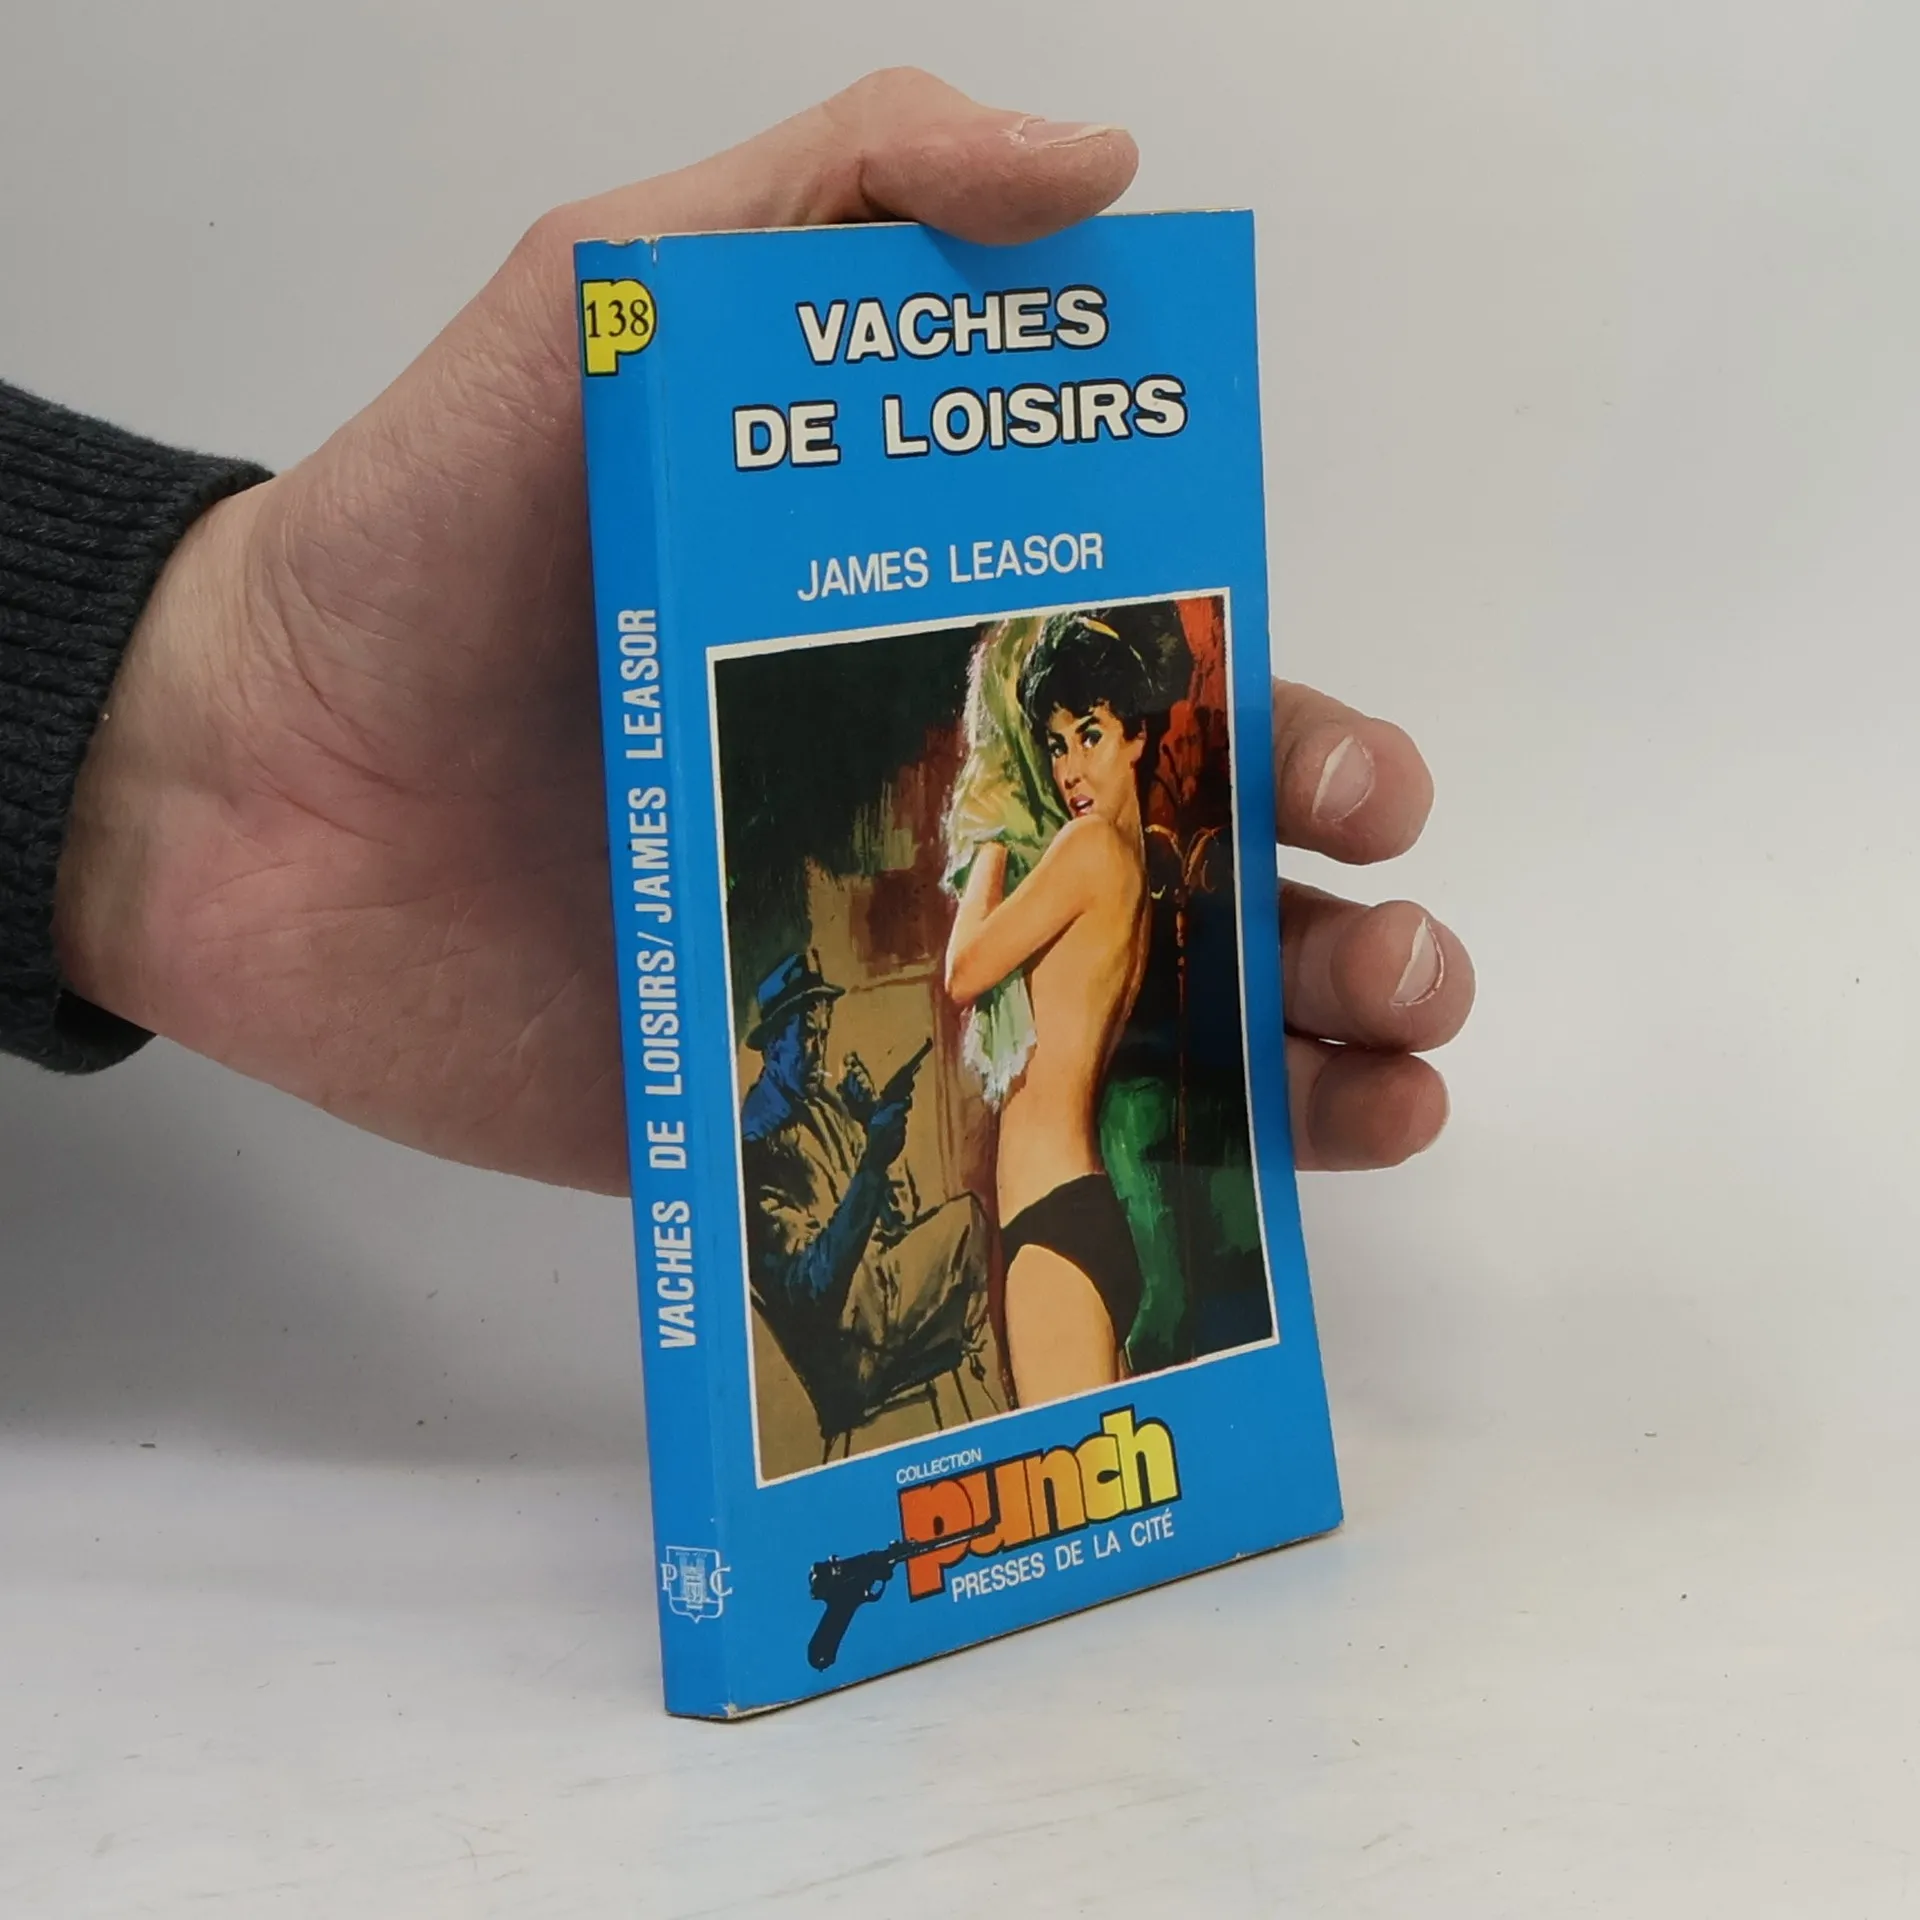 138
VACHES DE LOISIRS/JAMES LEASOR
P C
VACHES
DE LOISIRS
JAMES LEASOR
COLLECTION
punch
PRESSES DE LA CITÉ